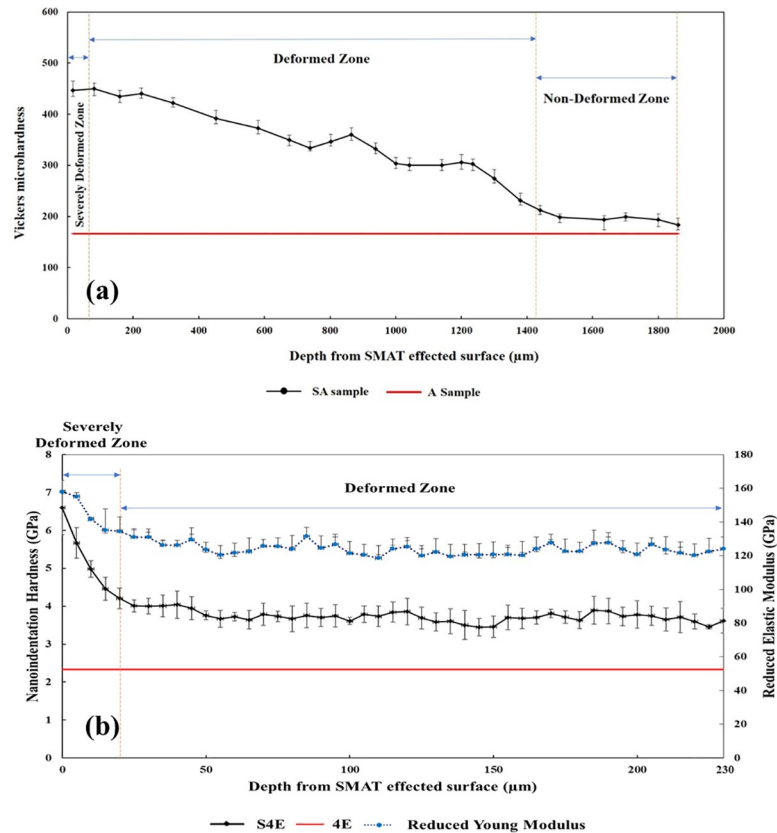 600
500
400
300
200
100
0
Vickers microhardness
Severely Deformed Zone
Deformed Zone
Non-Deformed Zone
(a)
0 200 400 600 800 1000 1200 1400 1600 1800 2000
Depth from SMAT effected surface (µm)
SA sample A Sample
Severely
Deformed Zone
Deformed Zone
8
7
6
5
4
3
2
1
0
Nanoindentation Hardness (GPa)
180
160
140
120
100
80
60
40
20
0
Reduced Elastic Modulus (GPa)
(b)
0 50 100 150 200 230
Depth from SMAT effected surface (µm)
S4E 4E Reduced Young Modulus